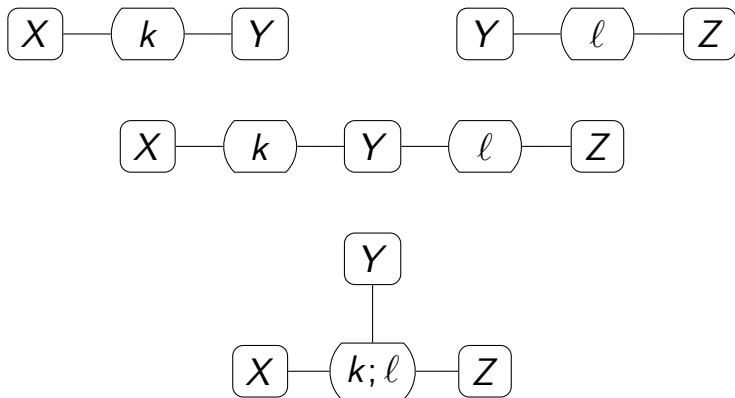 X k Y Y ℓ Z
X k Y ℓ Z
Y
X k; ℓ Z